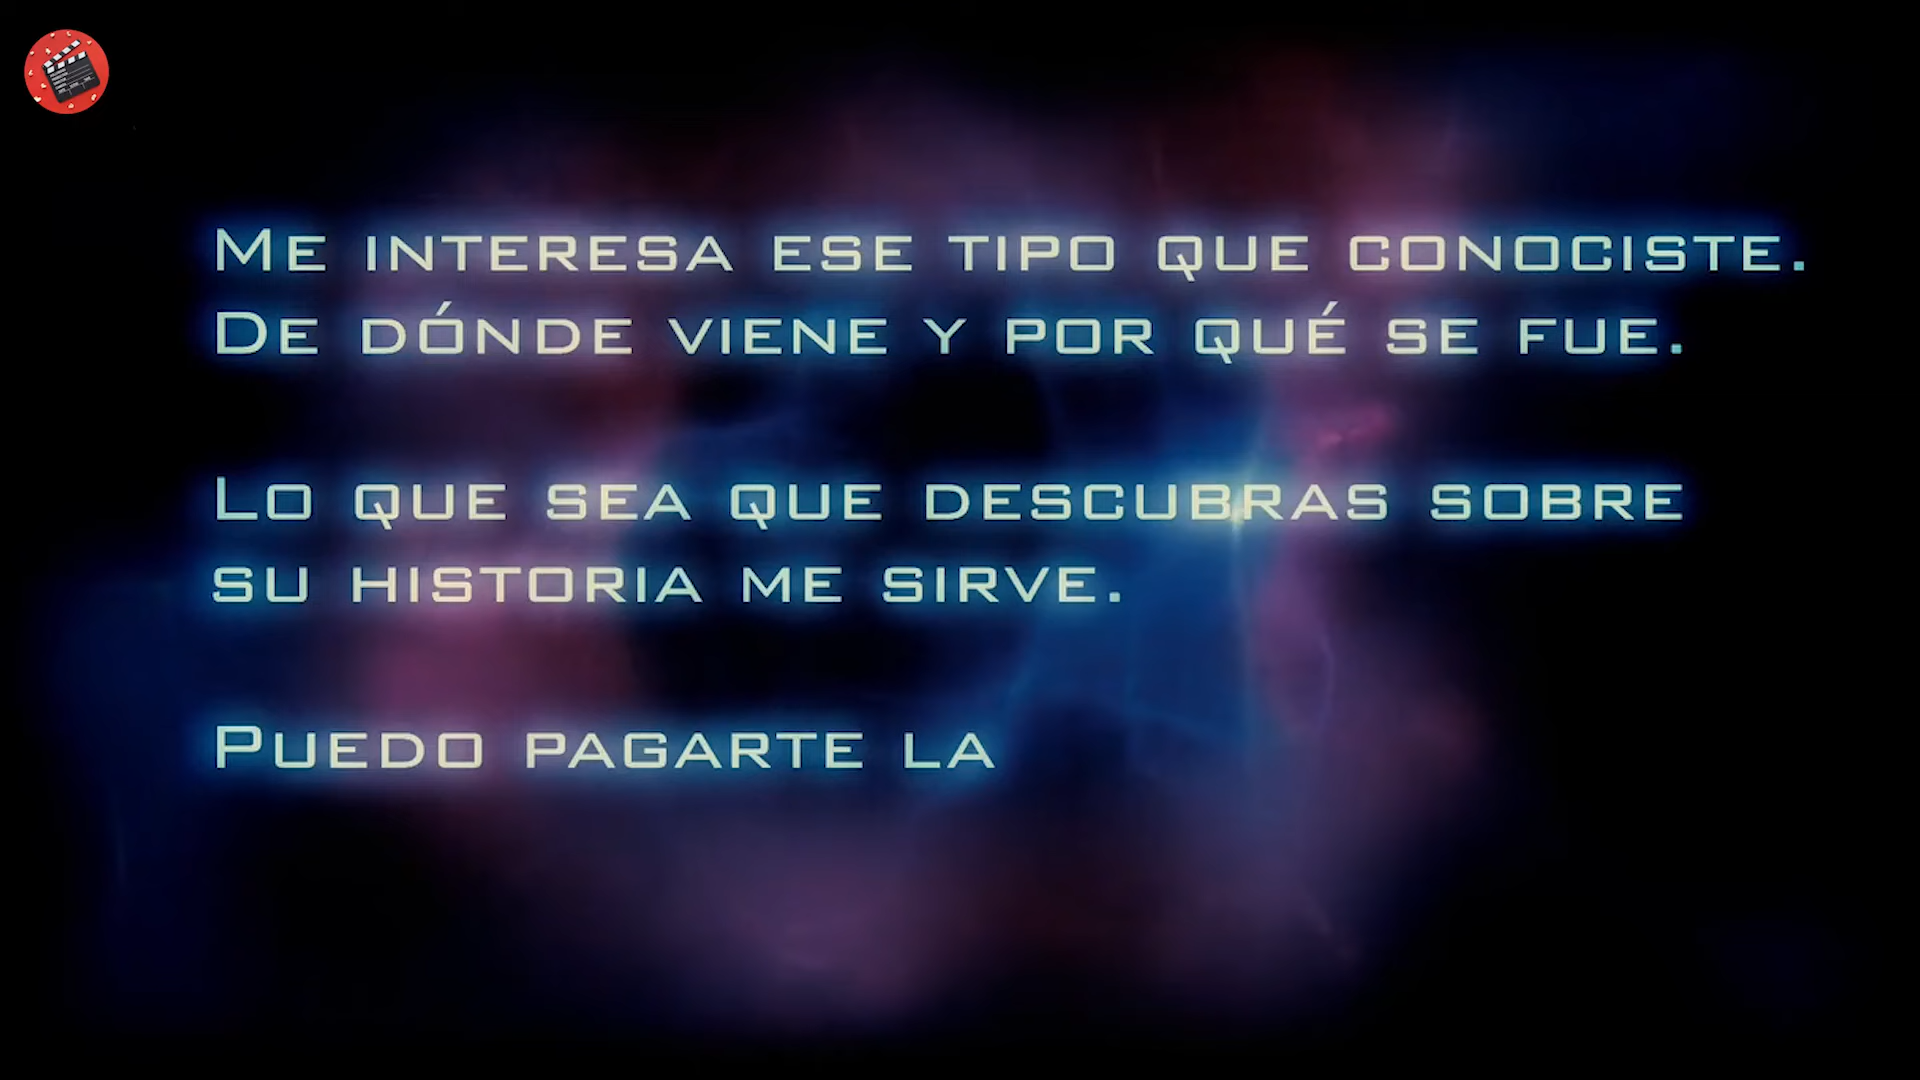 Me interesa ese tipo que conociste.
De dónde viene y por qué se fue.
Lo que sea que descubras sobre
su historia me sirve.
Puedo pagarte la